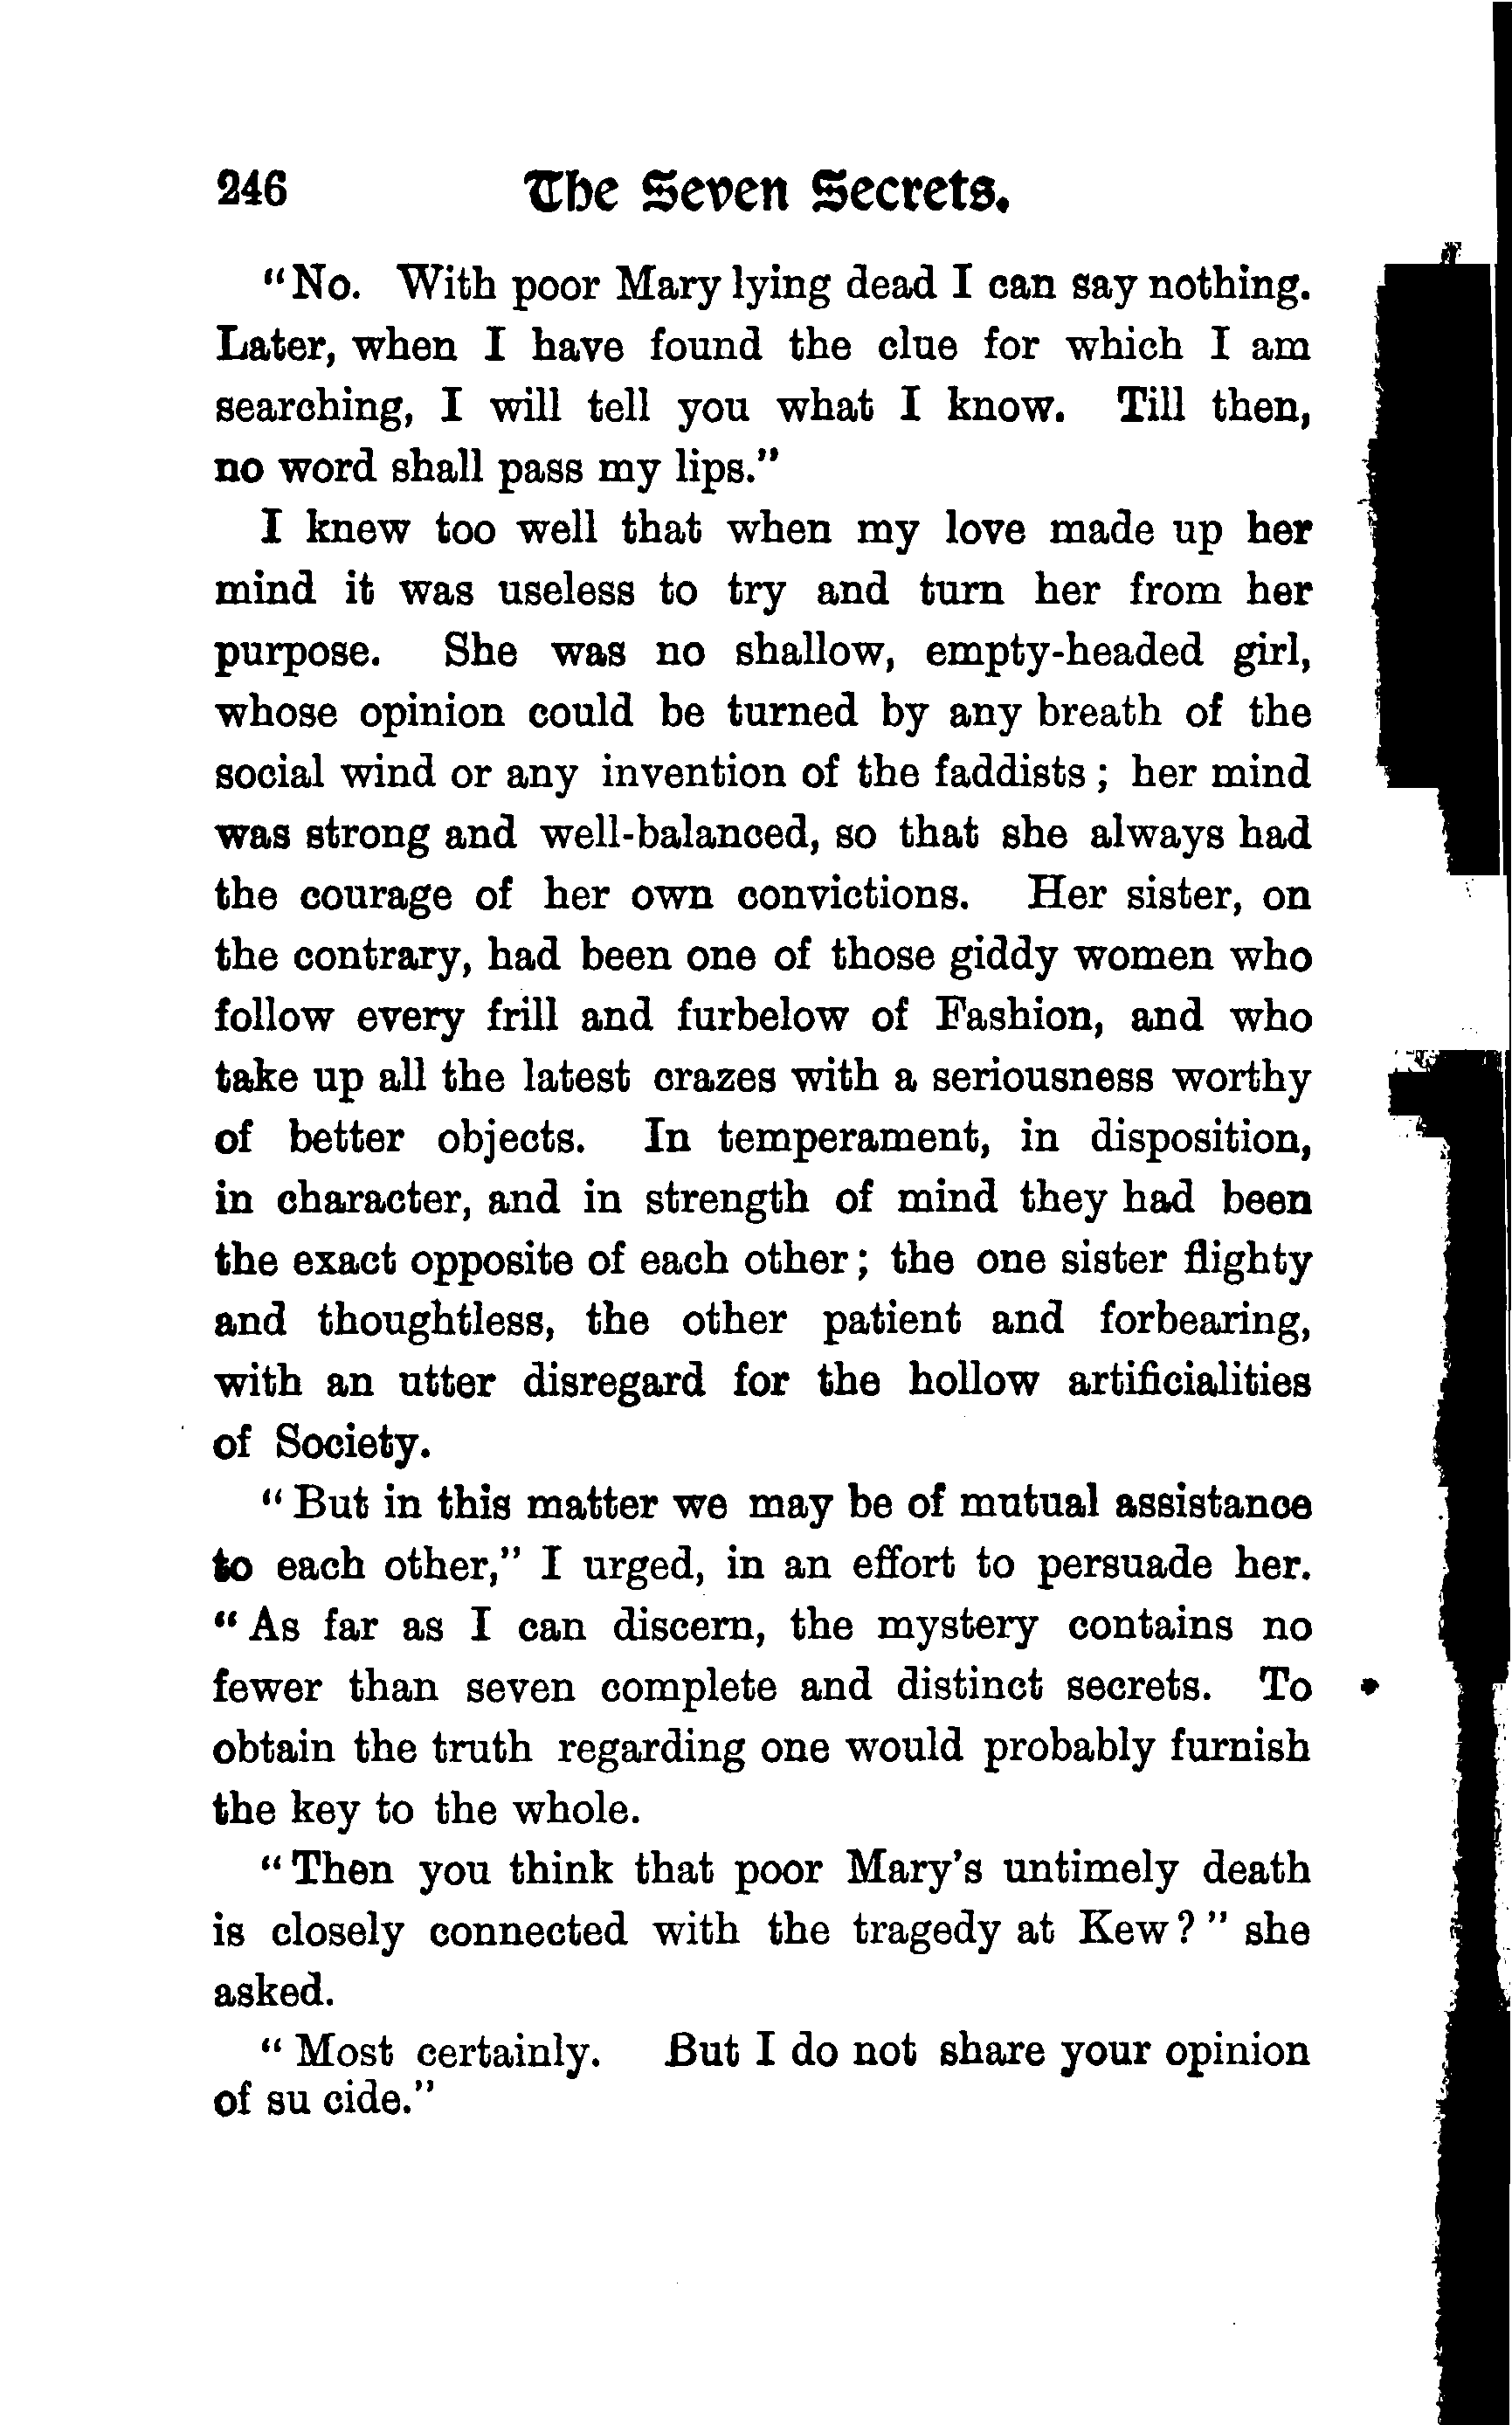 246 The Seven Secrets.
"No. With poor Mary lying dead I can say nothing.
Later, when I have found the clue for which I am
searching, I will tell you what I know. Till then,
no word shall pass my lips."
I knew too well that when my love made up her
mind it was useless to try and turn her from her
purpose. She was no shallow, empty-headed girl,
whose opinion could be turned by any breath of the
social wind or any invention of the faddists ; her mind
was strong and well-balanced, so that she always had
the courage of her own convictions. Her sister, on
the contrary, had been one of those giddy women who
follow every frill and furbelow of Fashion, and who
take up all the latest crazes with a seriousness worthy
of better objects. In temperament, in disposition,
in character, and in strength of mind they had been
the exact opposite of each other ; the one sister flighty
and thoughtless, the other patient and forbearing,
with an utter disregard for the hollow artificialities
of Society.
" But in this matter we may be of mutual assistance
to each other," I urged, in an effort to persuade her.
" As far as I can discern, the mystery contains no
fewer than seven complete and distinct secrets. To
obtain the truth regarding one would probably furnish
the key to the whole.
" Then you think that poor Mary's untimely death
is closely connected with the tragedy at Kew ? " she
asked.
" Most certainly. But I do not share your opinion
of su cide."